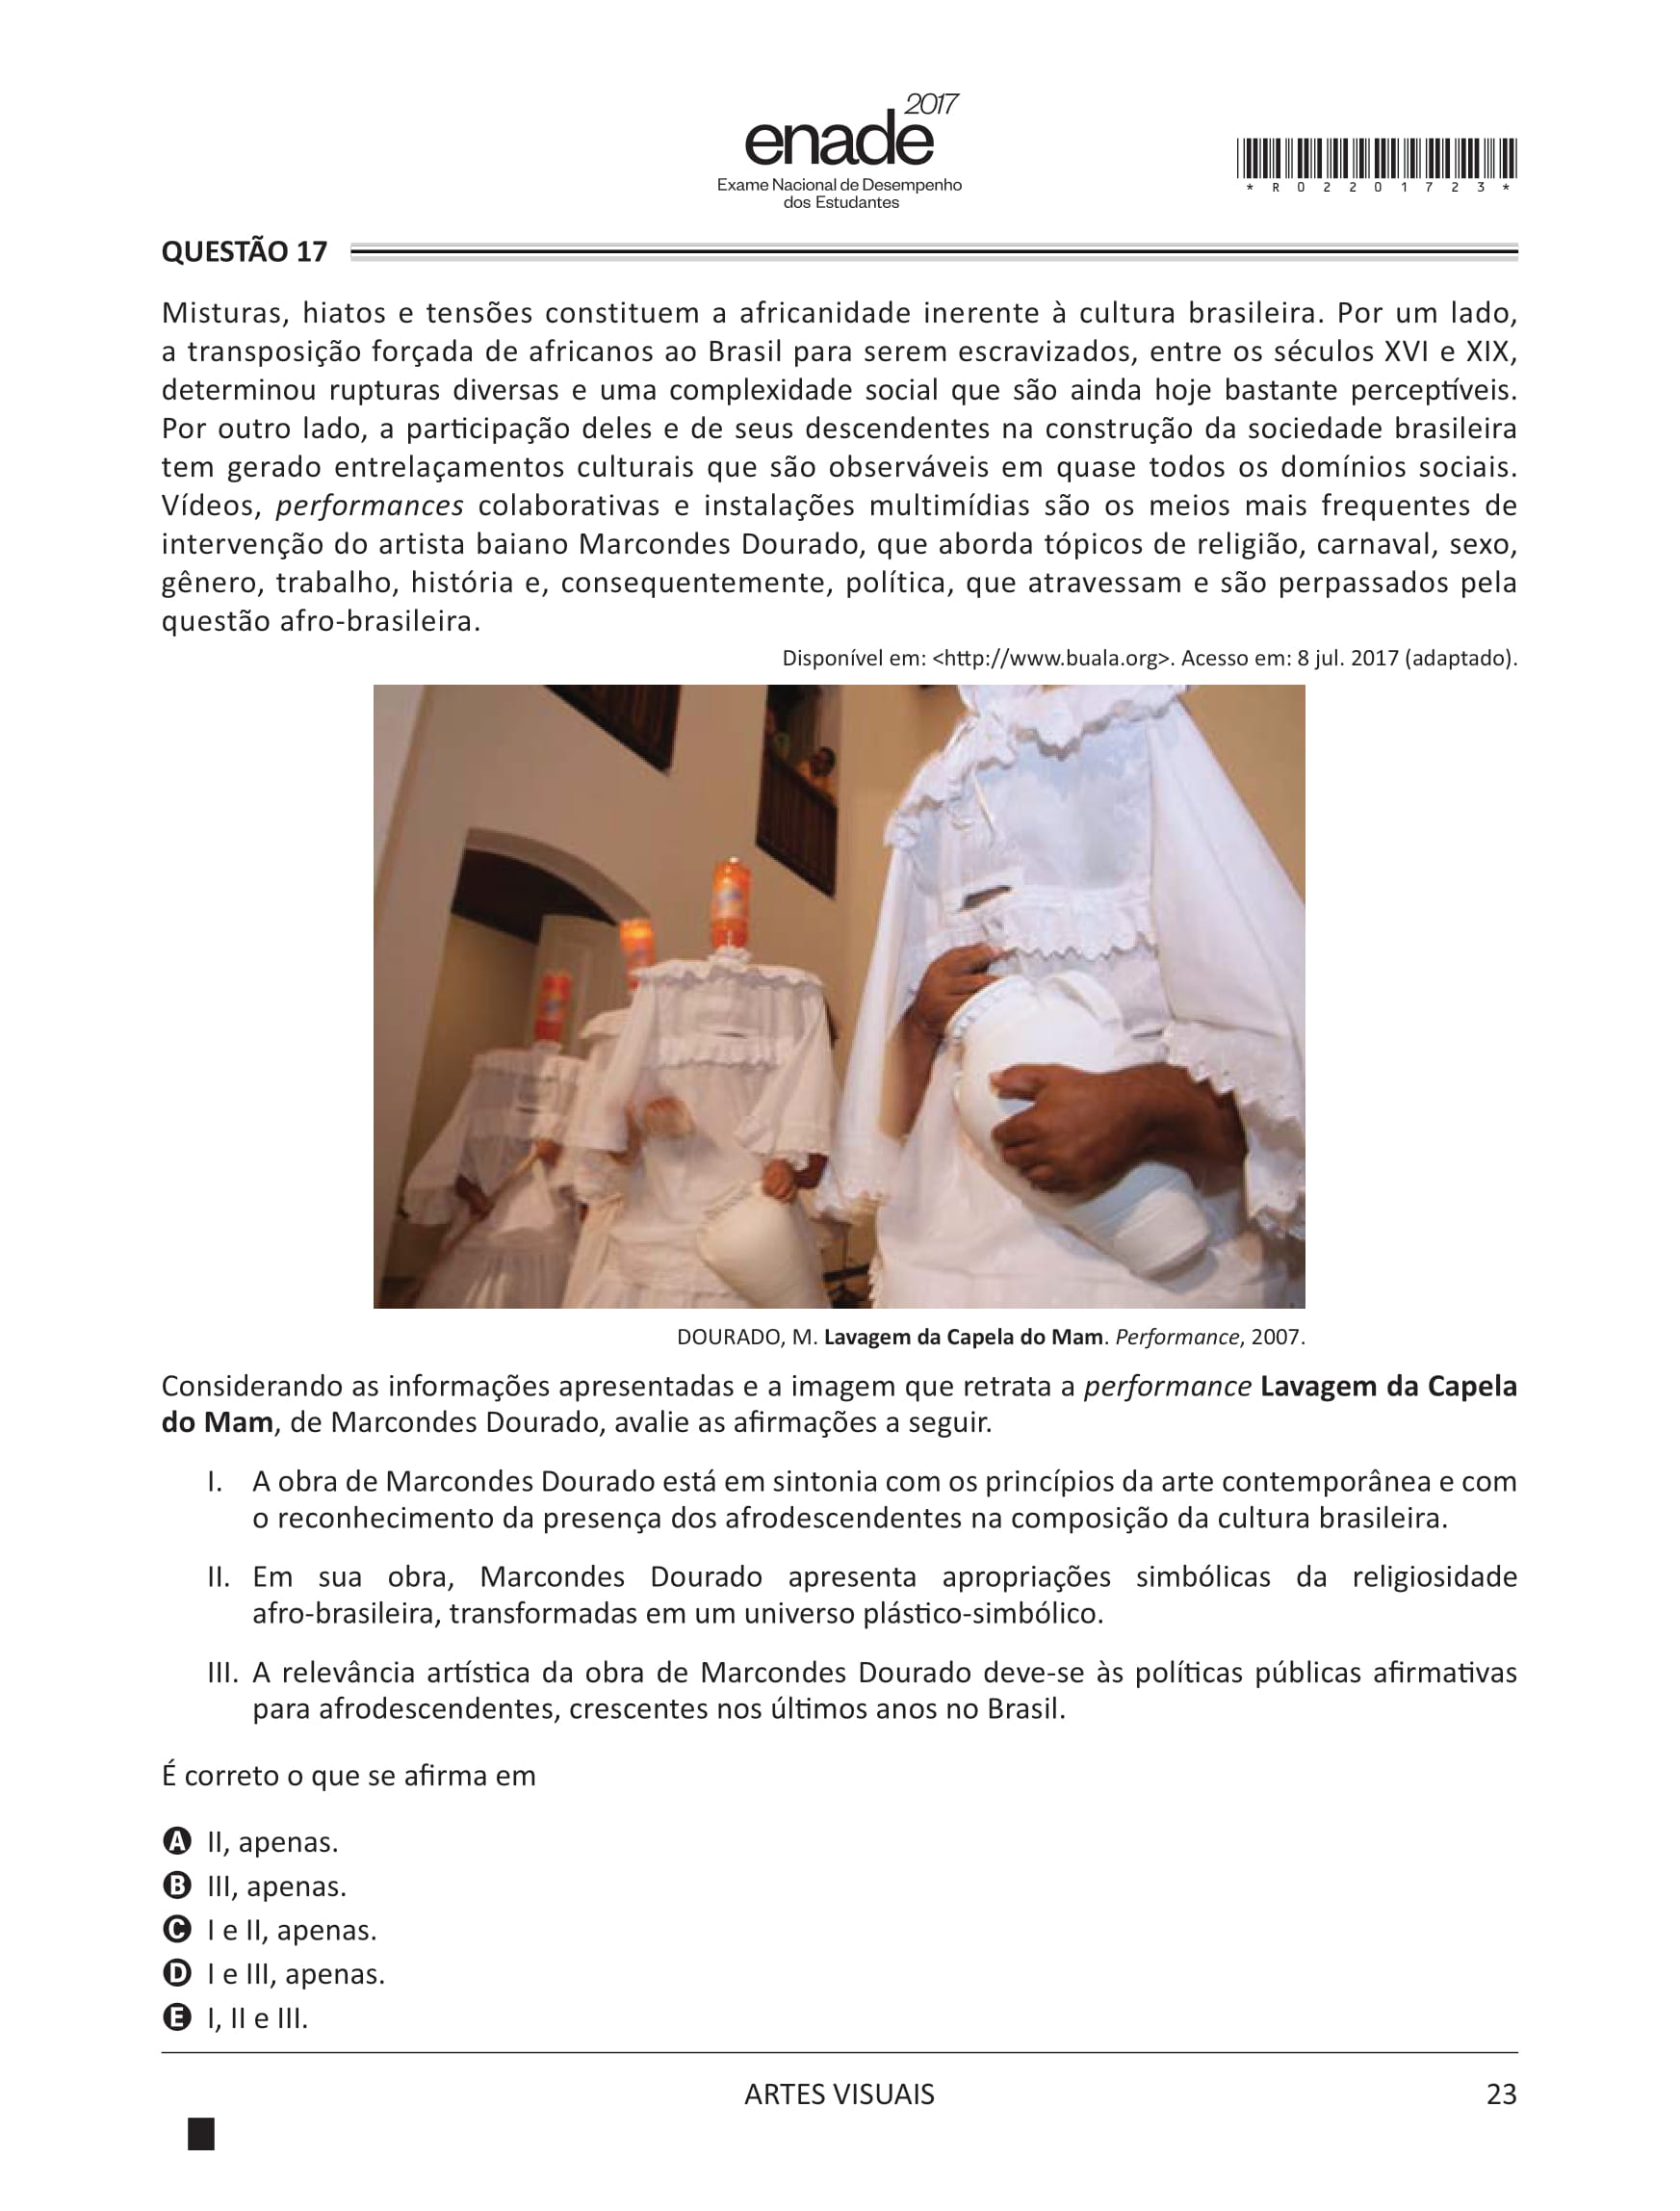 2017
enade
Exame Nacional de Desempenho
dos Estudantes
* R 0 2 2 0 1 7 2 3 *
QUESTÃO 17
Misturas, hiatos e tensões constituem a africanidade inerente à cultura brasileira. Por um lado,
a transposição forçada de africanos ao Brasil para serem escravizados, entre os séculos XVI e XIX,
determinou rupturas diversas e uma complexidade social que são ainda hoje bastante perceptíveis.
Por outro lado, a participação deles e de seus descendentes na construção da sociedade brasileira
tem gerado entrelaçamentos culturais que são observáveis em quase todos os domínios sociais.
Vídeos, performances colaborativas e instalações multimídias são os meios mais frequentes de
intervenção do artista baiano Marcondes Dourado, que aborda tópicos de religião, carnaval, sexo,
gênero, trabalho, história e, consequentemente, política, que atravessam e são perpassados pela
questão afro-brasileira.
Disponível em: <http://www.buala.org>. Acesso em: 8 jul. 2017 (adaptado).
DOURADO, M. Lavagem da Capela do Mam. Performance, 2007.
Considerando as informações apresentadas e a imagem que retrata a performance Lavagem da Capela
do Mam, de Marcondes Dourado, avalie as afirmações a seguir.
I. A obra de Marcondes Dourado está em sintonia com os princípios da arte contemporânea e com
o reconhecimento da presença dos afrodescendentes na composição da cultura brasileira.
II. Em sua obra, Marcondes Dourado apresenta apropriações simbólicas da religiosidade
afro-brasileira, transformadas em um universo plástico-simbólico.
III. A relevância artística da obra de Marcondes Dourado deve-se às políticas públicas afirmativas
para afrodescendentes, crescentes nos últimos anos no Brasil.
É correto o que se afirma em
A II, apenas.
B III, apenas.
C I e II, apenas.
D I e III, apenas.
E I, II e III.
ARTES VISUAIS
23